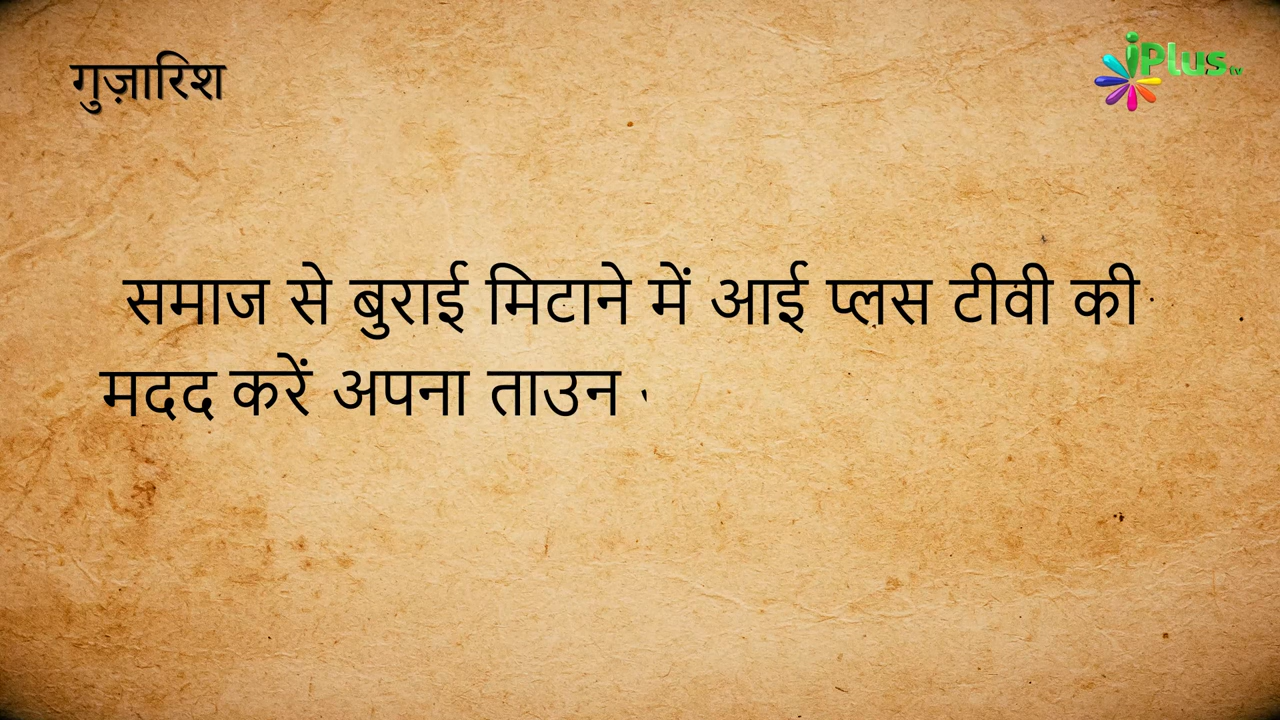 गुज़ारिश
iPlus tv
समाज से बुराई मिटाने में आई प्लस टीवी की
मदद करें अपना ताउन